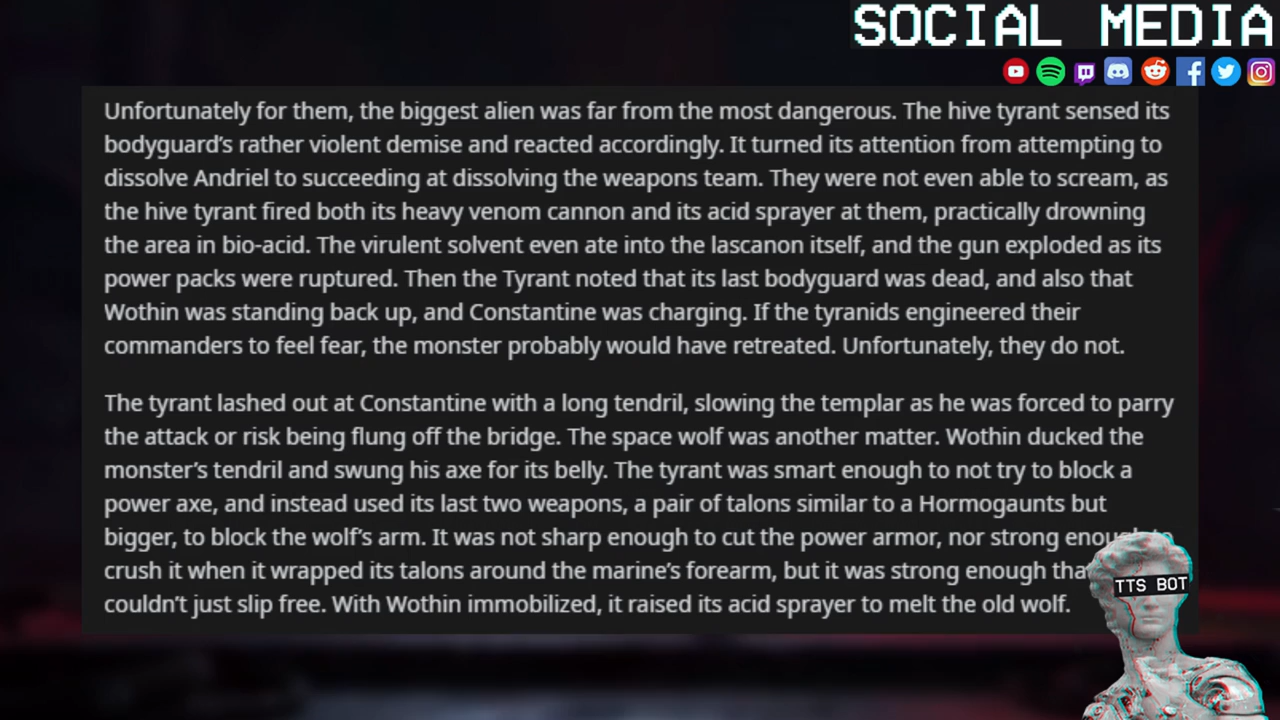 SOCIAL MEDIA
Unfortunately for them, the biggest alien was far from the most dangerous. The hive tyrant sensed its
bodyguard's rather violent demise and reacted accordingly. It turned its attention from attempting to
dissolve Andriel to succeeding at dissolving the weapons team. They were not even able to scream, as
the hive tyrant fired both its heavy venom cannon and its acid sprayer at them, practically drowning
the area in bio-acid. The virulent solvent even ate into the lascanon itself, and the gun exploded as its
power packs were ruptured. Then the Tyrant noted that its last bodyguard was dead, and also that
Wothin was standing back up, and Constantine was charging. If the tyranids engineered their
commanders to feel fear, the monster probably would have retreated. Unfortunately, they do not.
The tyrant lashed out at Constantine with a long tendril, slowing the templar as he was forced to parry
the attack or risk being flung off the bridge. The space wolf was another matter. Wothin ducked the
monster's tendril and swung his axe for its belly. The tyrant was smart enough to not try to block a
power axe, and instead used its last two weapons, a pair of talons similar to a Hormogaunts but
bigger, to block the wolf's arm. It was not sharp enough to cut the power armor, nor strong
crush it when it wrapped its talons around the marine's forearm, but it was strong enough
couldn't just slip free. With Wothin immobilized, it raised its acid sprayer to melt the old wolf.
TTS BOT